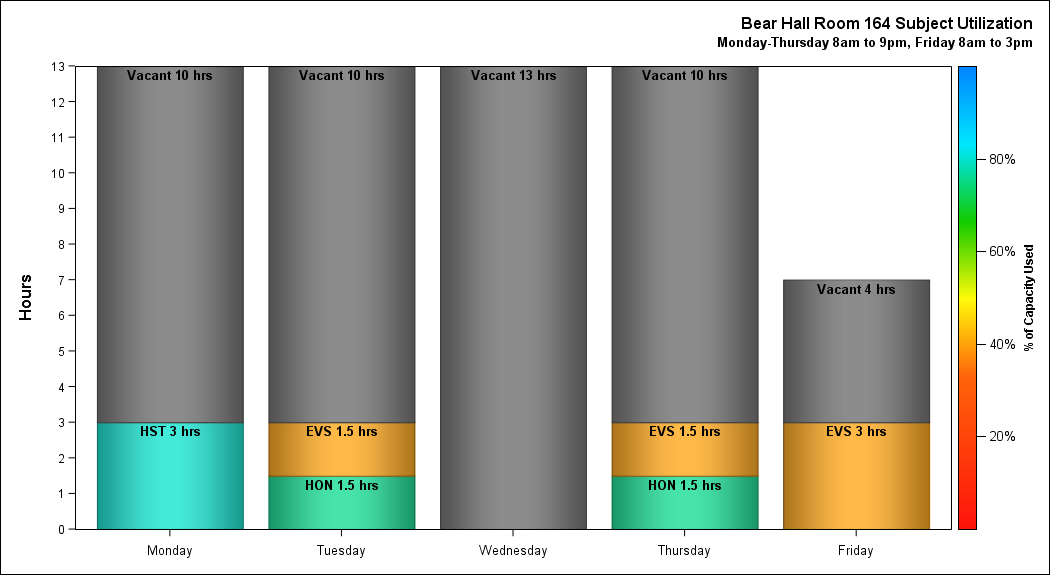 Bear Hall Room 164 Subject Utilization
Monday-Thursday 8am to 9pm, Friday 8am to 3pm
Hours
13
12
11
10
9
8
7
6
5
4
3
2
1
0
Vacant 10 hrs
HST 3 hrs
Vacant 10 hrs
EVS 1.5 hrs
HON 1.5 hrs
Vacant 13 hrs
Vacant 10 hrs
EVS 1.5 hrs
HON 1.5 hrs
Vacant 4 hrs
EVS 3 hrs
Monday
Tuesday
Wednesday
Thursday
Friday
80%
60%
40%
20%
% of Capacity Used